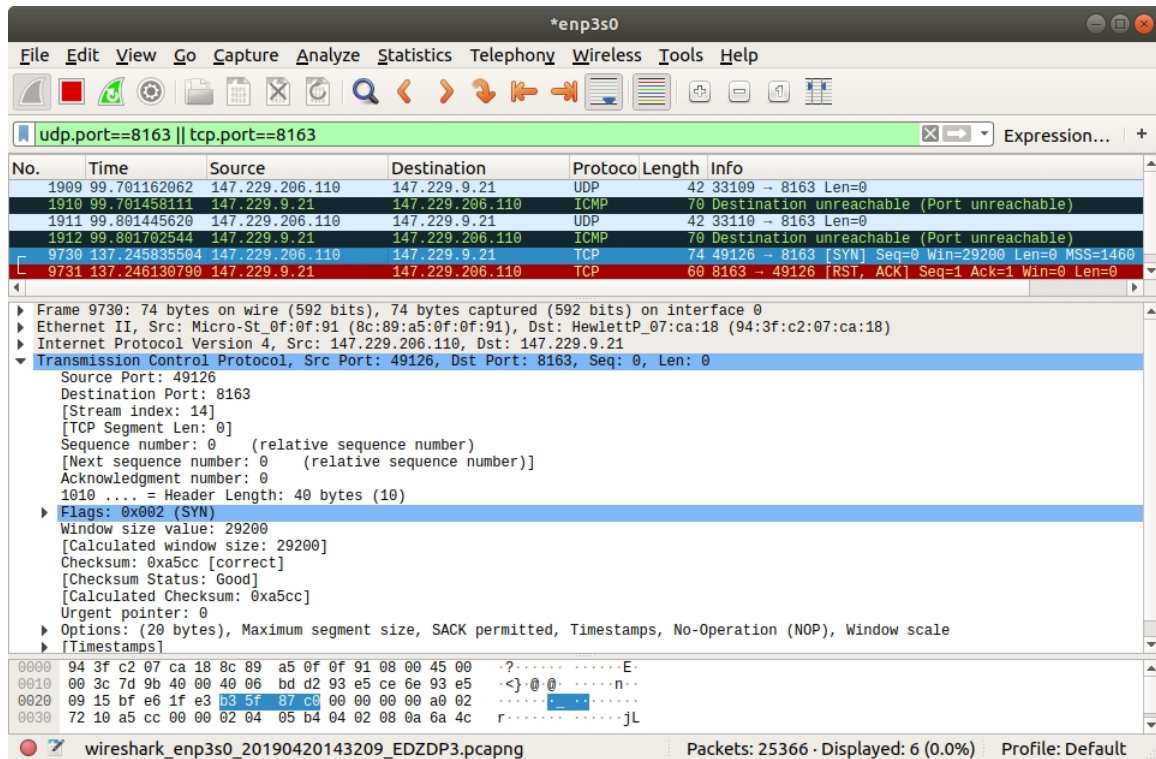 *enp3s0
File Edit View Go Capture Analyze Statistics Telephony Wireless Tools Help
udp.port==8163 || tcp.port==8163 Expression… +
No. Time Source Destination Protoco Length Info
1909 99.701162062 147.229.206.110 147.229.9.21 UDP 42 33109 → 8163 Len=0
1910 99.701458111 147.229.9.21 147.229.206.110 ICMP 70 Destination unreachable (Port unreachable)
1911 99.801445620 147.229.206.110 147.229.9.21 UDP 42 33110 → 8163 Len=0
1912 99.801702544 147.229.9.21 147.229.206.110 ICMP 70 Destination unreachable (Port unreachable)
9730 137.245835504 147.229.206.110 147.229.9.21 TCP 74 49126 → 8163 [SYN] Seq=0 Win=29200 Len=0 MSS=1460
9731 137.246130790 147.229.9.21 147.229.206.110 TCP 60 8163 → 49126 [RST, ACK] Seq=1 Ack=1 Win=0 Len=0
Frame 9730: 74 bytes on wire (592 bits), 74 bytes captured (592 bits) on interface 0
Ethernet II, Src: Micro-St_0f:0f:91 (8c:89:a5:0f:0f:91), Dst: HewlettP_07:ca:18 (94:3f:c2:07:ca:18)
Internet Protocol Version 4, Src: 147.229.206.110, Dst: 147.229.9.21
Transmission Control Protocol, Src Port: 49126, Dst Port: 8163, Seq: 0, Len: 0
Source Port: 49126
Destination Port: 8163
[Stream index: 14]
[TCP Segment Len: 0]
Sequence number: 0 (relative sequence number)
[Next sequence number: 0 (relative sequence number)]
Acknowledgment number: 0
1010 .... = Header Length: 40 bytes (10)
Flags: 0x002 (SYN)
Window size value: 29200
[Calculated window size: 29200]
Checksum: 0xa5cc [correct]
[Checksum Status: Good]
[Calculated Checksum: 0xa5cc]
Urgent pointer: 0
Options: (20 bytes), Maximum segment size, SACK permitted, Timestamps, No-Operation (NOP), Window scale
[Timestamps]
0000 94 3f c2 07 ca 18 8c 89 a5 0f 0f 91 08 00 45 00 ·?······ ······E·
0010 00 3c 7d 9b 40 00 40 06 bd d2 93 e5 ce 6e 93 e5 ·<}·@·@· ·····n··
0020 09 15 bf e6 1f e3 b3 5f 87 c0 00 00 00 00 a0 02 ·······_ ········
0030 72 10 a5 cc 00 00 02 04 05 b4 04 02 08 0a 6a 4c r······· ······jL
wireshark_enp3s0_20190420143209_EDZDP3.pcapng Packets: 25366 · Displayed: 6 (0.0%) Profile: Default